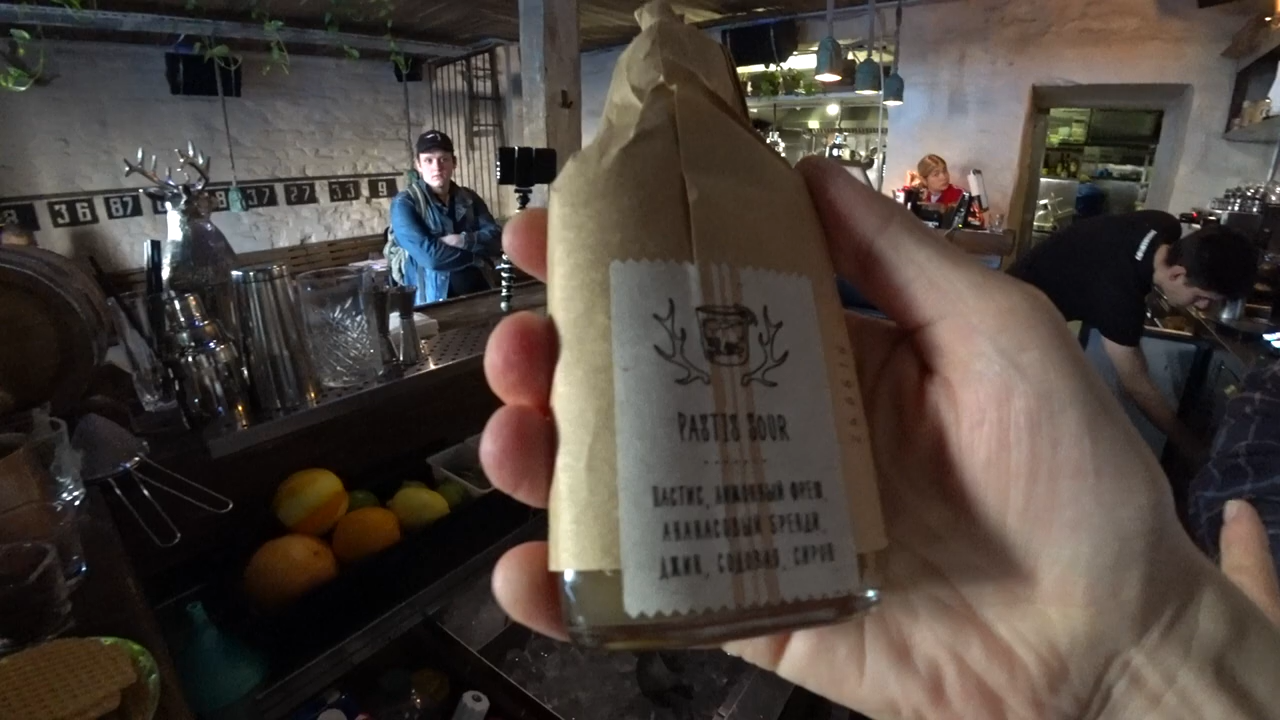 36 87 37 27 33 9
PASTIS SOUR
ПАСТИС, ЛИМОННЫЙ ФРЕШ,
АНАНАСОВЫЙ БРЕНДИ,
ДЖИН, СОДОВАЯ, СИРОП